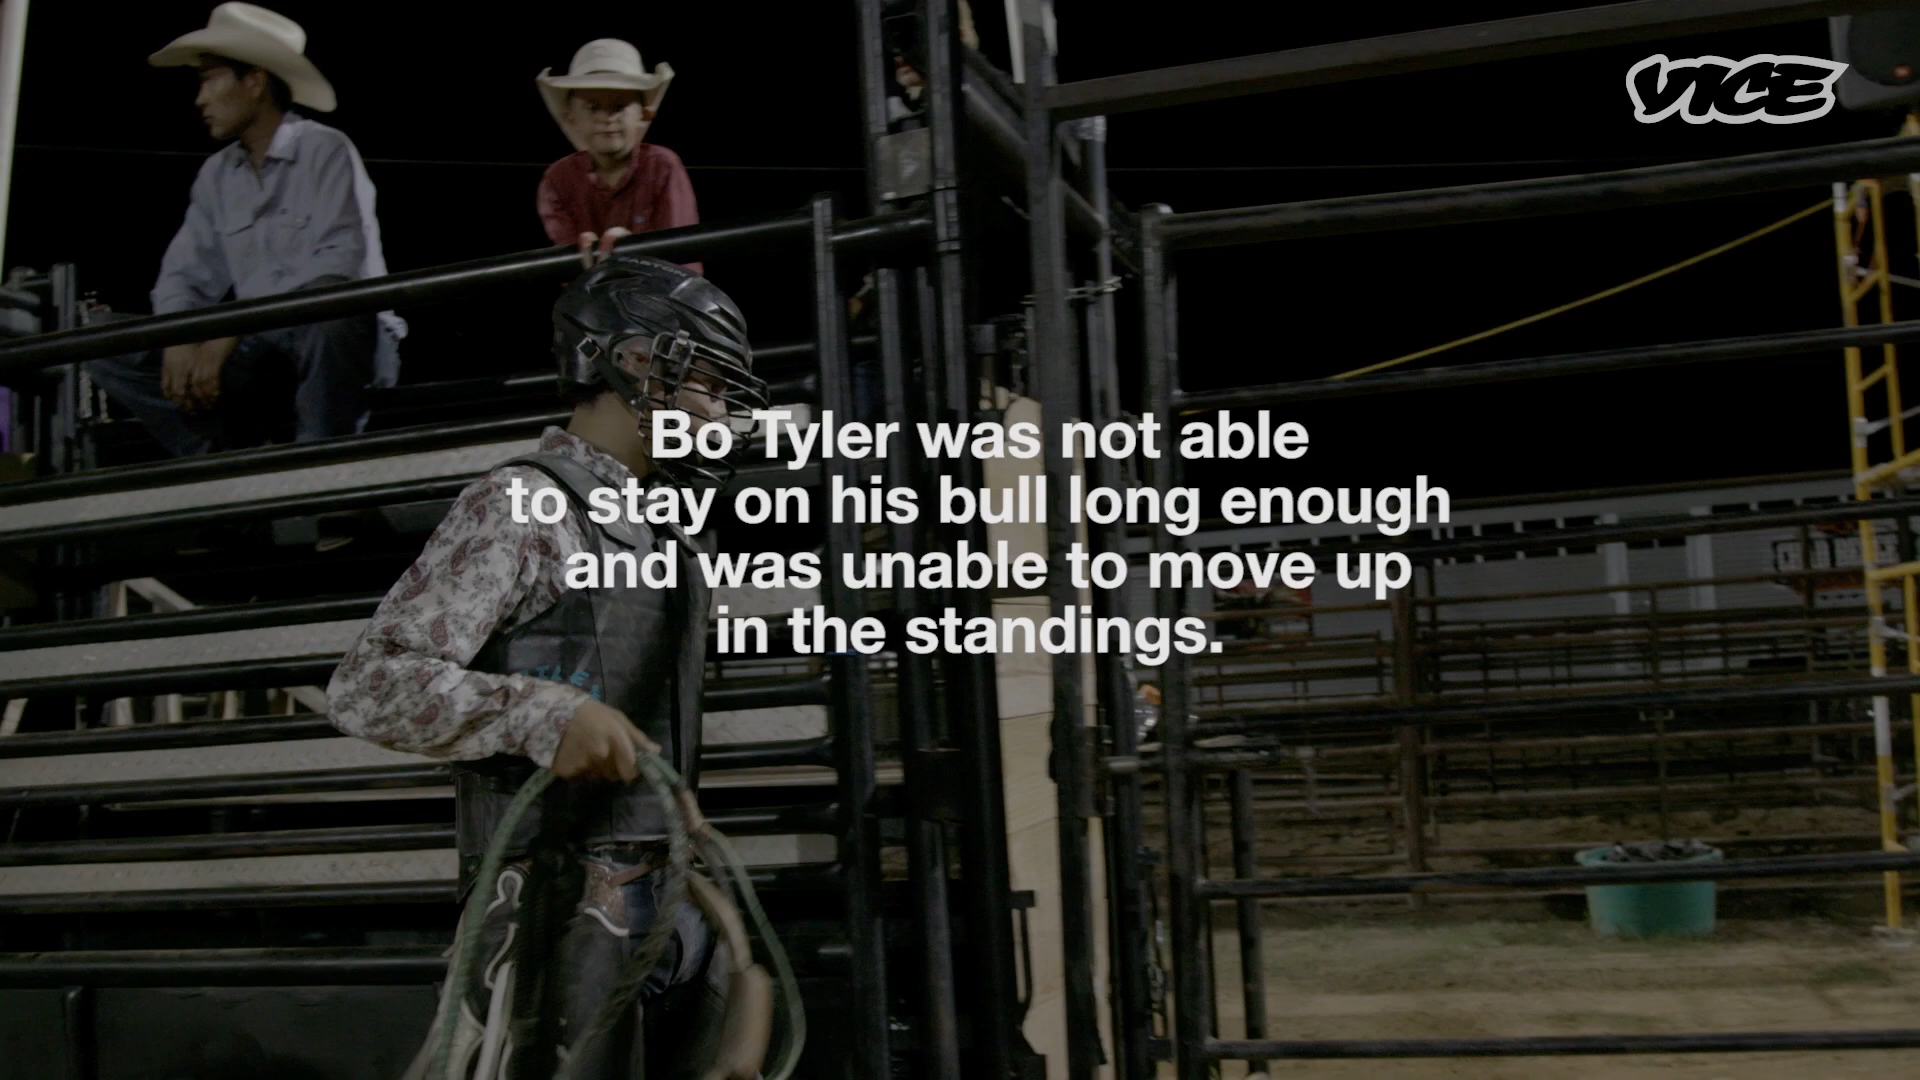 VICE
EASTON
Bo Tyler was not able
to stay on his bull long enough
and was unable to move up
in the standings.